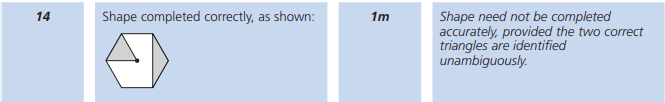 14
Shape completed correctly, as shown:
1m
Shape need not be completed
accurately, provided the two correct
triangles are identified
unambiguously.